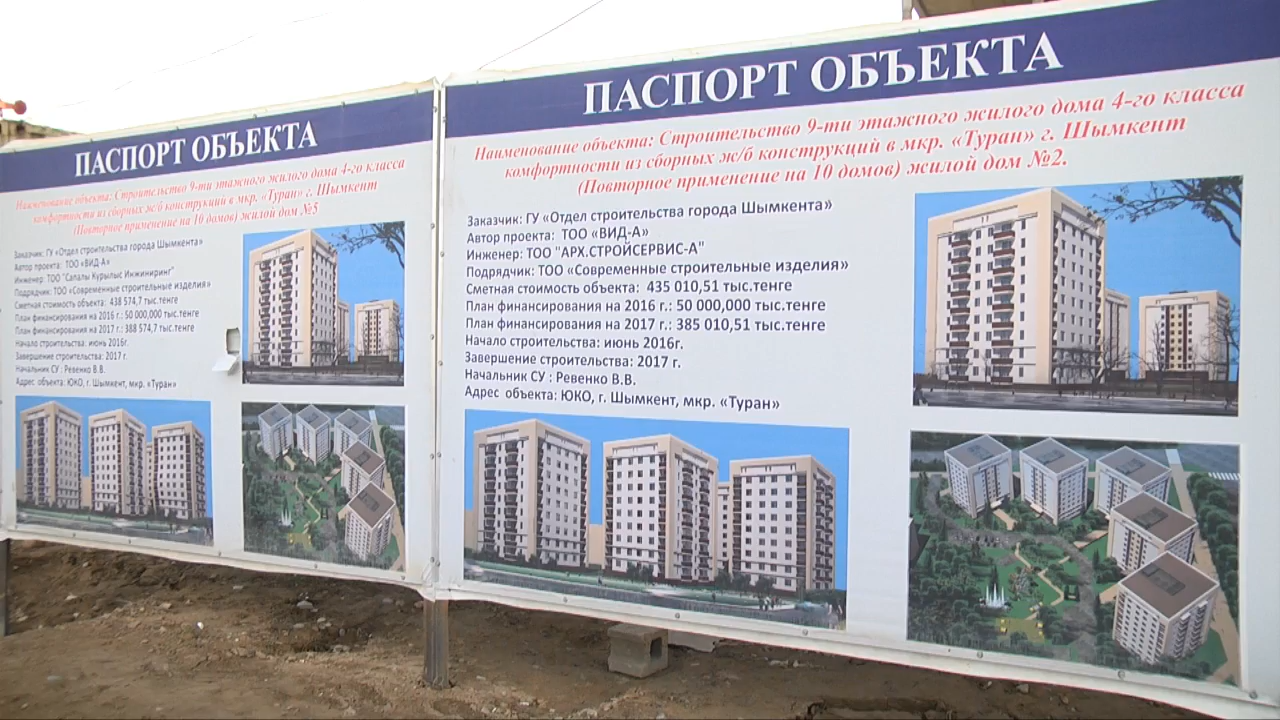 ПАСПОРТ ОБЪЕКТА
Наименование объекта: Строительство 9-ти этажного жилого дома 4-го класса
комфортности из сборных ж/б конструкций в мкр. «Туран» г. Шымкент
(Повторное применение на 10 домов) жилой дом №5
Заказчик: ГУ «Отдел строительства города Шымкента»
Автор проекта: ТОО «ВИД-А»
Инженер: ТОО "Сапалы Курылыс Инжиниринг"
Подрядчик: ТОО «Современные строительные изделия»
Сметная стоимость объекта: 438 574,7 тыс.тенге
План финансирования на 2016 г.: 50 000,000 тыс.тенге
План финансирования на 2017 г.: 388 574,7 тыс.тенге
Начало строительства: июнь 2016г.
Завершение строительства: 2017 г.
Начальник СУ : Ревенко В.В.
Адрес объекта: ЮКО, г. Шымкент, мкр. «Туран»
ПАСПОРТ ОБЪЕКТА
Наименование объекта: Строительство 9-ти этажного жилого дома 4-го класса
комфортности из сборных ж/б конструкций в мкр. «Туран» г. Шымкент
(Повторное применение на 10 домов) жилой дом №2.
Заказчик: ГУ «Отдел строительства города Шымкента»
Автор проекта: ТОО «ВИД-А»
Инженер: ТОО "АРХ.СТРОЙСЕРВИС-А"
Подрядчик: ТОО «Современные строительные изделия»
Сметная стоимость объекта: 435 010,51 тыс.тенге
План финансирования на 2016 г.: 50 000,000 тыс.тенге
План финансирования на 2017 г.: 385 010,51 тыс.тенге
Начало строительства: июнь 2016г.
Завершение строительства: 2017 г.
Начальник СУ : Ревенко В.В.
Адрес объекта: ЮКО, г. Шымкент, мкр. «Туран»